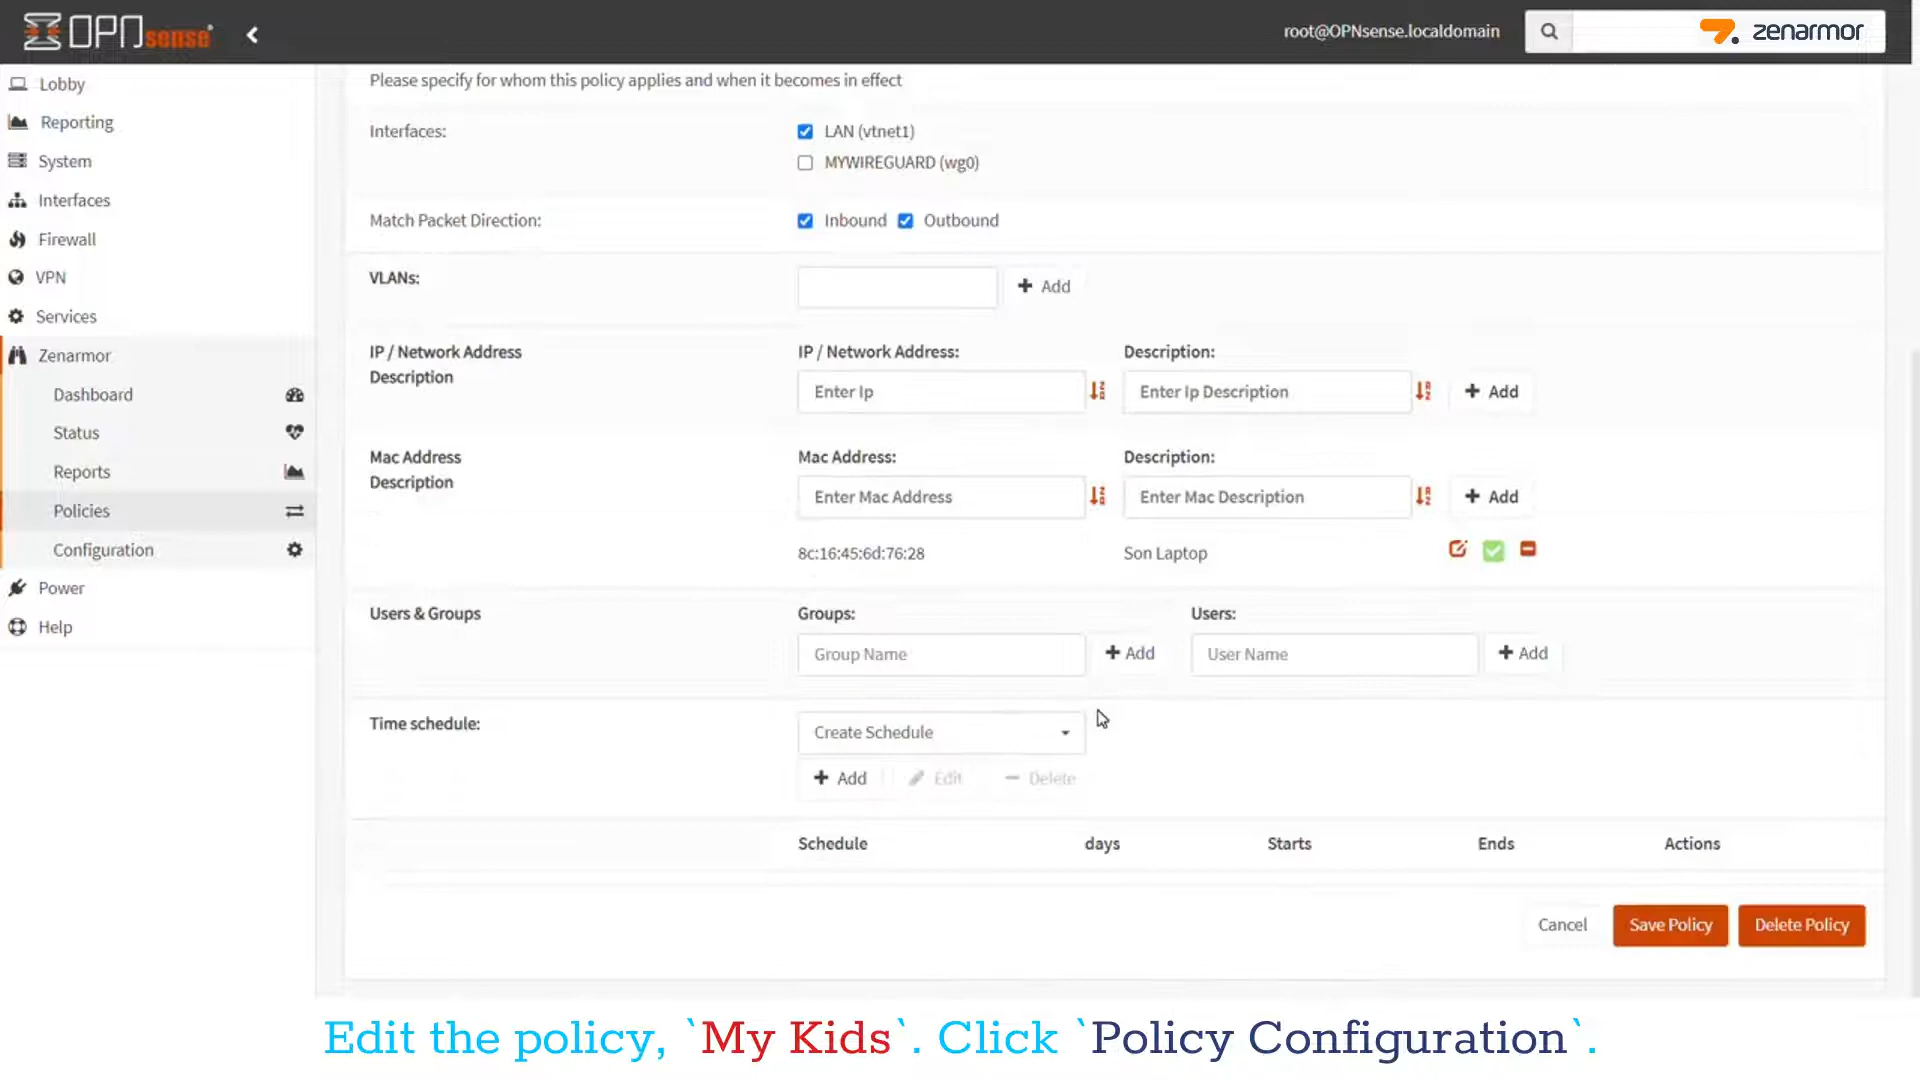 OPNsense
root@OPNsense.localdomain
zenarmor
Lobby
Reporting
System
Interfaces
Firewall
VPN
Services
Zenarmor
Dashboard
Status
Reports
Policies
Configuration
Power
Help
Please specify for whom this policy applies and when it becomes in effect
Interfaces:
LAN (vtnet1)
MYWIREGUARD (wg0)
Match Packet Direction:
Inbound Outbound
VLANs:
Add
IP / Network Address
Description
IP / Network Address: Description:
Enter Ip Enter Ip Description Add
Mac Address
Description
Mac Address: Description:
Enter Mac Address Enter Mac Description Add
8c:16:45:6d:76:28 Son Laptop
Users & Groups
Groups: Users:
Group Name Add User Name Add
Time schedule:
Create Schedule
Add Edit Delete
Schedule days Starts Ends Actions
Cancel Save Policy Delete Policy
Edit the policy, `My Kids`. Click `Policy Configuration`.